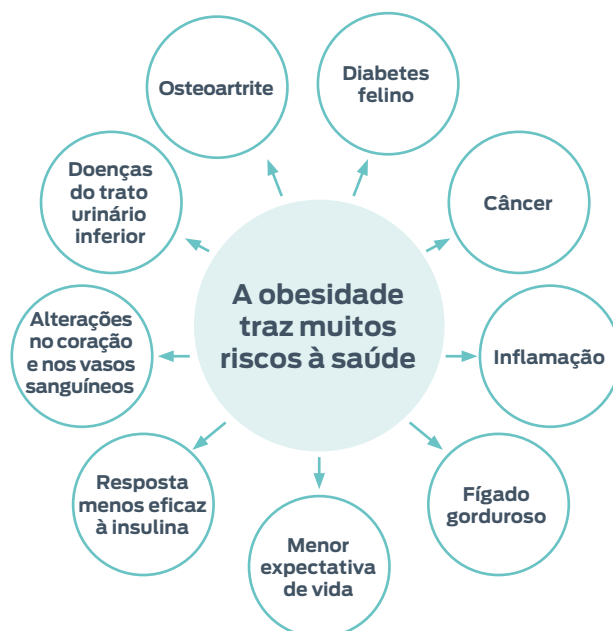 A obesidade
traz muitos
riscos à saúde
Diabetes
felino
Câncer
Inflamação
Fígado
gorduroso
Menor
expectativa
de vida
Resposta
menos eficaz
à insulina
Alterações
no coração
e nos vasos
sanguíneos
Doenças
do trato
urinário
inferior
Osteoartrite